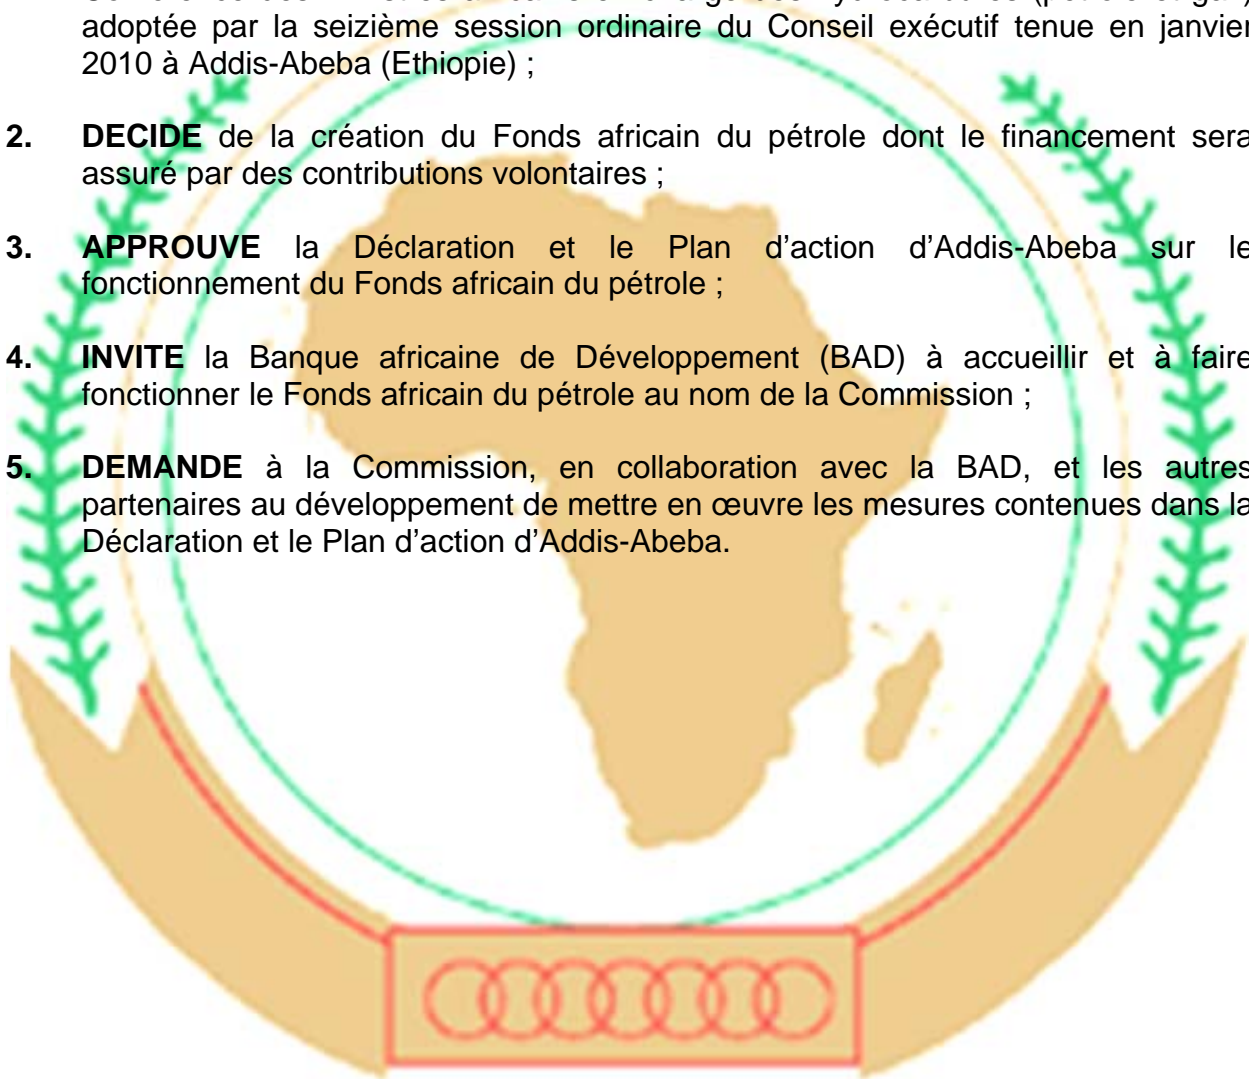 adoptée par la seizième session ordinaire du Conseil exécutif tenue en janvier
2010 à Addis-Abeba (Ethiopie) ;
2. DECIDE de la création du Fonds africain du pétrole dont le financement sera
assuré par des contributions volontaires ;
3. APPROUVE la Déclaration et le Plan d’action d’Addis-Abeba sur le
fonctionnement du Fonds africain du pétrole ;
4. INVITE la Banque africaine de Développement (BAD) à accueillir et à faire
fonctionner le Fonds africain du pétrole au nom de la Commission ;
5. DEMANDE à la Commission, en collaboration avec la BAD, et les autres
partenaires au développement de mettre en œuvre les mesures contenues dans la
Déclaration et le Plan d’action d’Addis-Abeba.